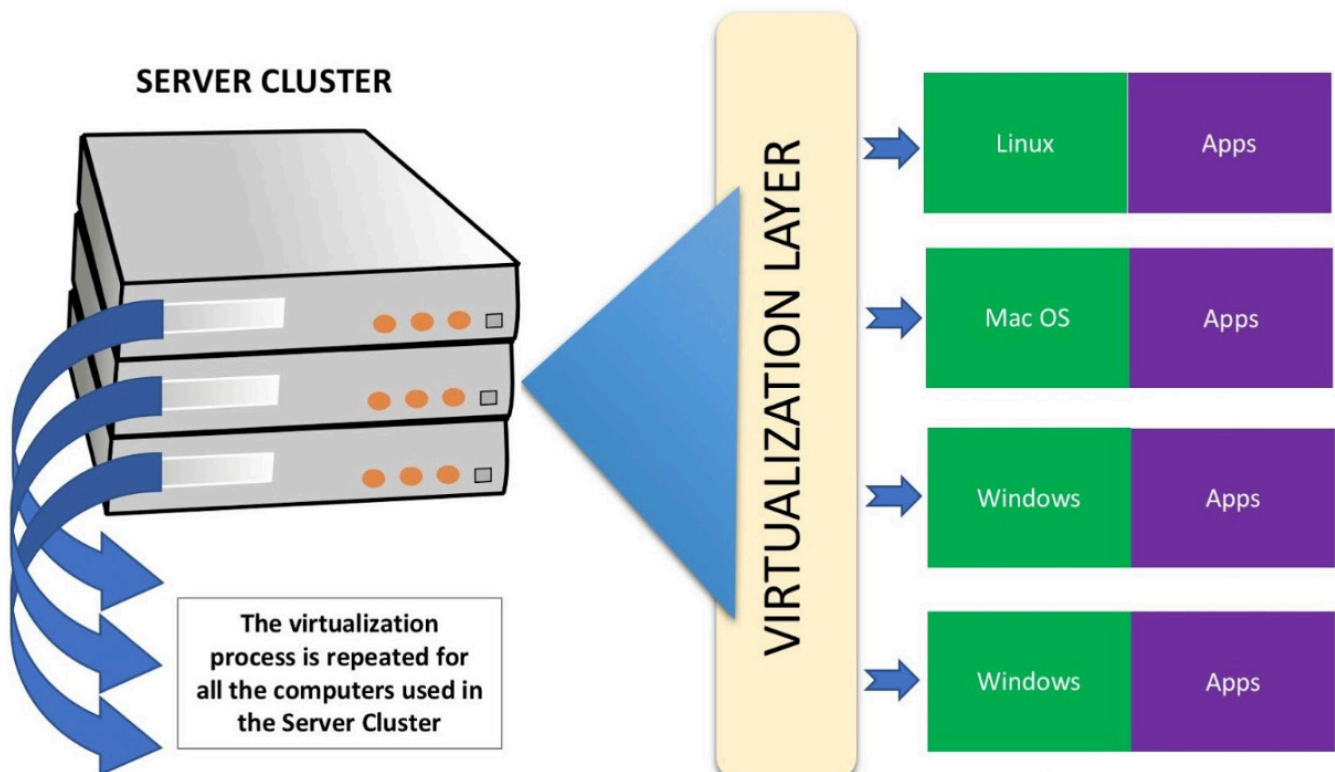 SERVER CLUSTER
VIRTUALIZATION LAYER
Linux
Apps
Mac OS
Apps
Windows
Apps
Windows
Apps
The virtualization
process is repeated for
all the computers used in
the Server Cluster